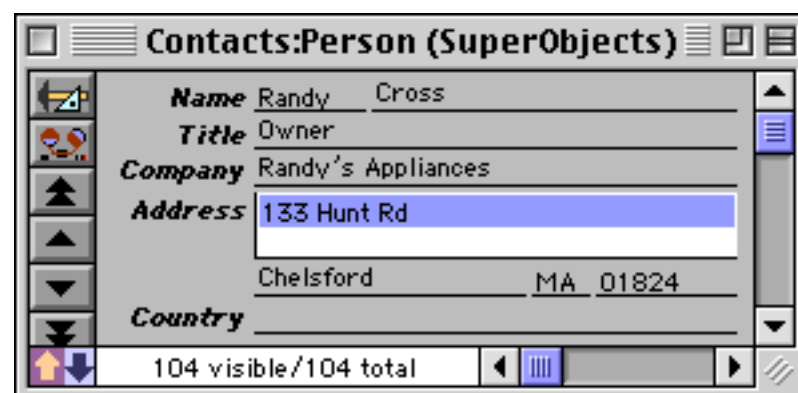 Contacts:Person (SuperObjects)
Name Randy Cross
Title Owner
Company Randy's Appliances
Address 133 Hunt Rd
Chelsford MA 01824
Country
104 visible/104 total